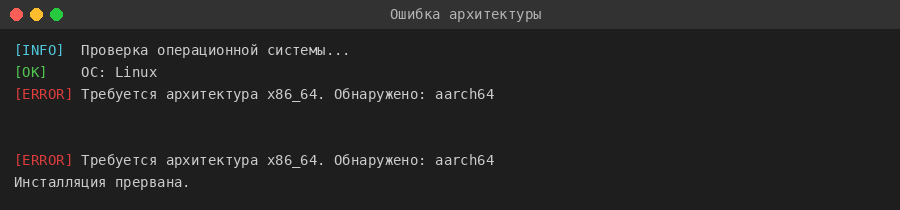 Ошибка архитектуры
[INFO]  Проверка операционной системы...
[OK]    ОС: Linux
[ERROR] Требуется архитектура x86_64. Обнаружено: aarch64
[ERROR] Требуется архитектура x86_64. Обнаружено: aarch64
Инсталляция прервана.